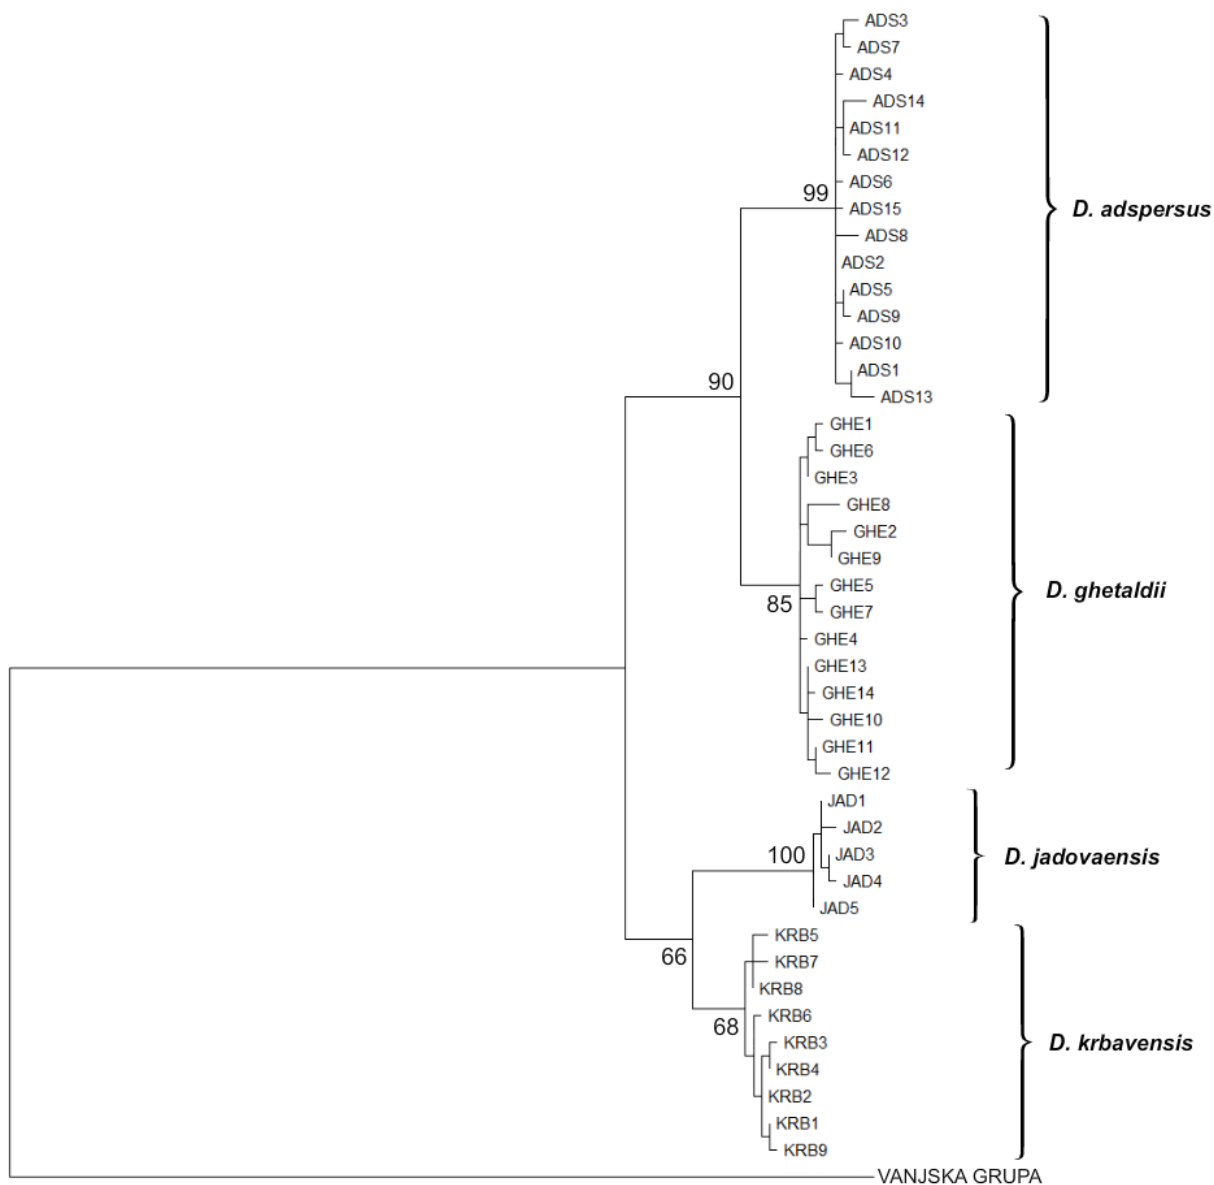 ADS3
ADS7
ADS4
ADS14
ADS11
ADS12
ADS6
99
ADS15
D. adspersus
ADS8
ADS2
ADS5
ADS9
ADS10
ADS1
90
ADS13
GHE1
GHE6
GHE3
GHE8
GHE2
GHE9
GHE5
D. ghetaldii
85
GHE7
GHE4
GHE13
GHE14
GHE10
GHE11
GHE12
JAD1
JAD2
100
JAD3
D. jadovaensis
JAD4
JAD5
KRB5
66
KRB7
KRB8
KRB6
68
KRB3
D. krbavensis
KRB4
KRB2
KRB1
KRB9
VANJSKA GRUPA